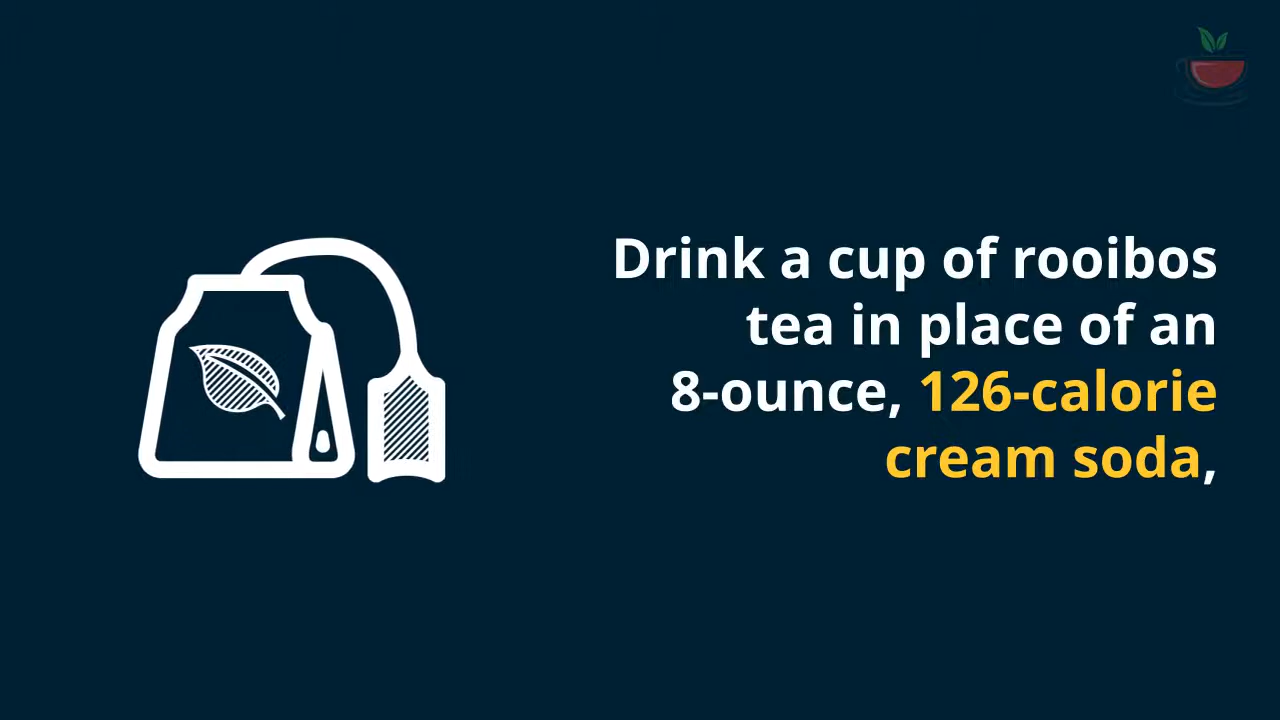 Drink a cup of rooibos
tea in place of an
8-ounce, 126-calorie
cream soda,